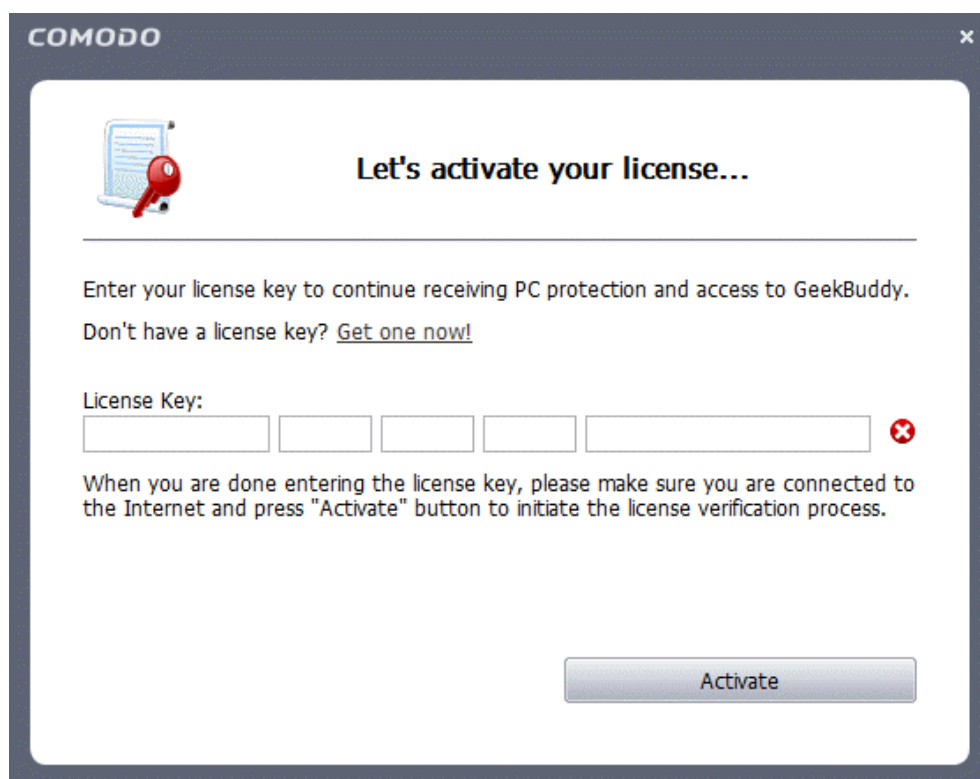 COMODO
Let's activate your license...
Enter your license key to continue receiving PC protection and access to GeekBuddy.
Don't have a license key? Get one now!
License Key:
When you are done entering the license key, please make sure you are connected to
the Internet and press "Activate" button to initiate the license verification process.
Activate